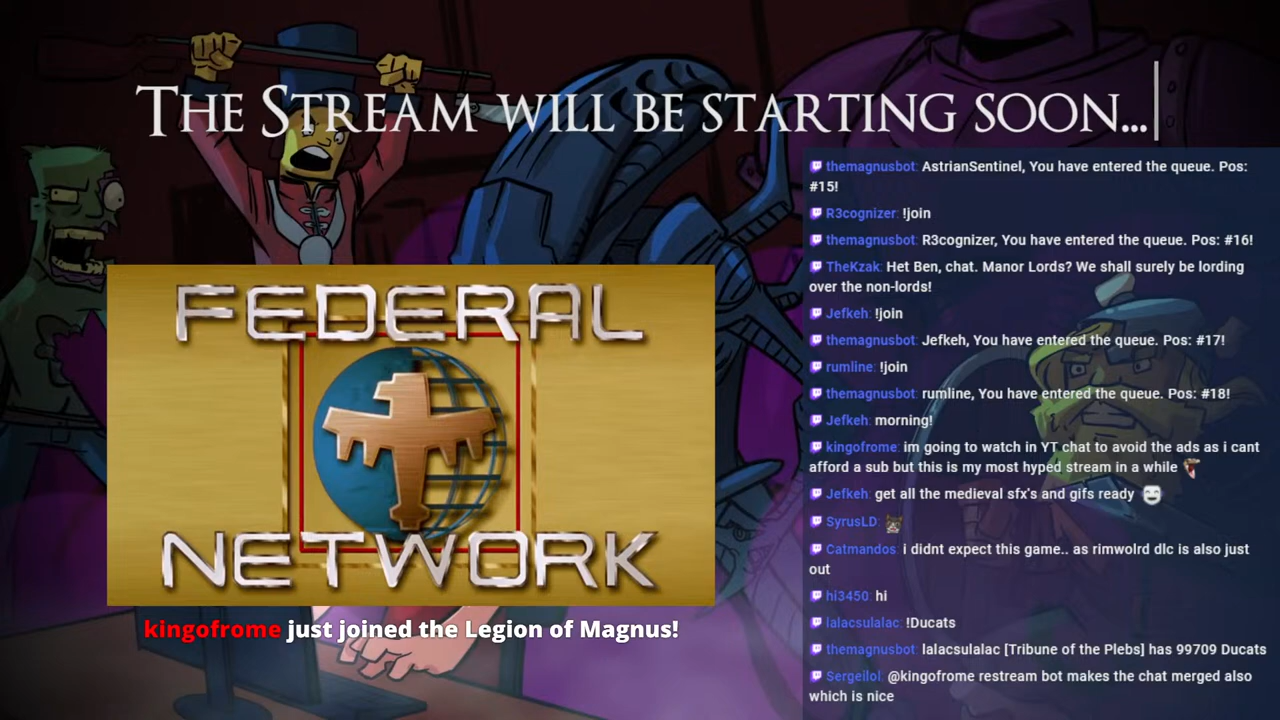 The Stream will be starting soon...
FEDERAL
NETWORK
kingofrome just joined the Legion of Magnus!
themagnusbot: AstrianSentinel, You have entered the queue. Pos:
#15!
R3cognizer: !join
themagnusbot: R3cognizer, You have entered the queue. Pos: #16!
TheKzak: Het Ben, chat. Manor Lords? We shall surely be lording
over the non-lords!
Jefkeh: !join
themagnusbot: Jefkeh, You have entered the queue. Pos: #17!
rumline: !join
themagnusbot: rumline, You have entered the queue. Pos: #18!
Jefkeh: morning!
kingofrome: im going to watch in YT chat to avoid the ads as i cant
afford a sub but this is my most hyped stream in a while
Jefkeh: get all the medieval sfx's and gifs ready
SyrusLD:
Catmandos: i didnt expect this game.. as rimwolrd dlc is also just
out
hi3450: hi
lalacsulalac: !Ducats
themagnusbot: lalacsulalac [Tribune of the Plebs] has 99709 Ducats
Sergeilol: @kingofrome restream bot makes the chat merged also
which is nice